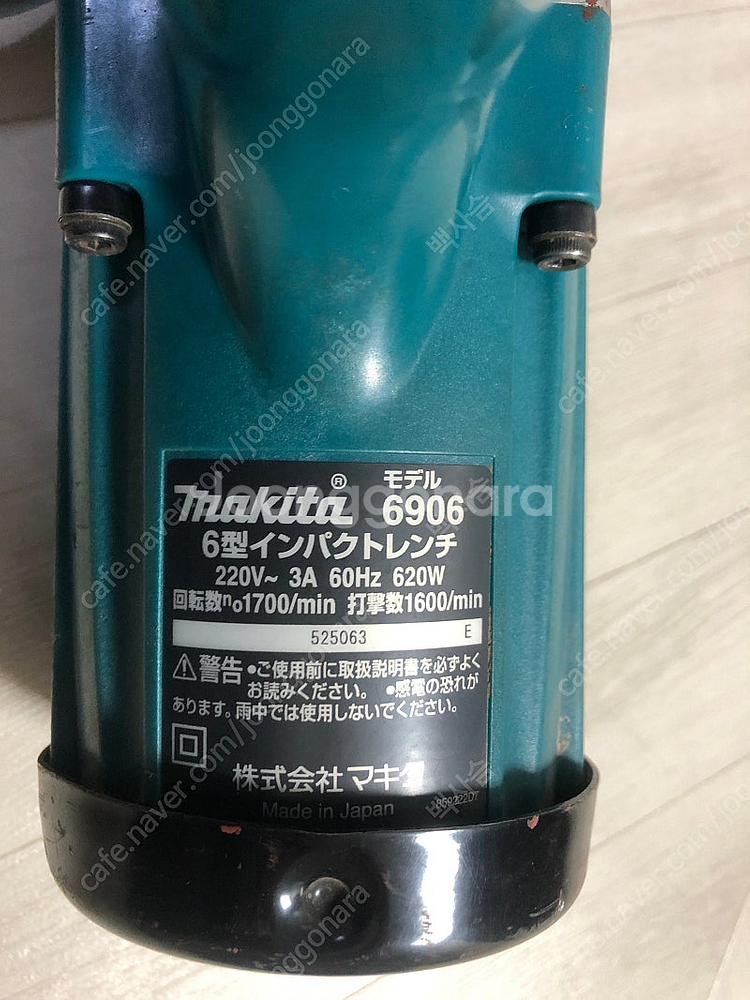 makita® モデル 6906
6型インパクトレンチ
220V~ 3A 60Hz 620W
回転数no1700/min 打撃数1600/min
525063 E
⚠警告 ●ご使用前に取扱説明書を必ずよく
お読みください。 ●感電の恐れが
あります。雨中では使用しないでください。
株式会社 マキタ
Made in Japan
joonggonara
cafe.naver.com/joonggonara
백사슴